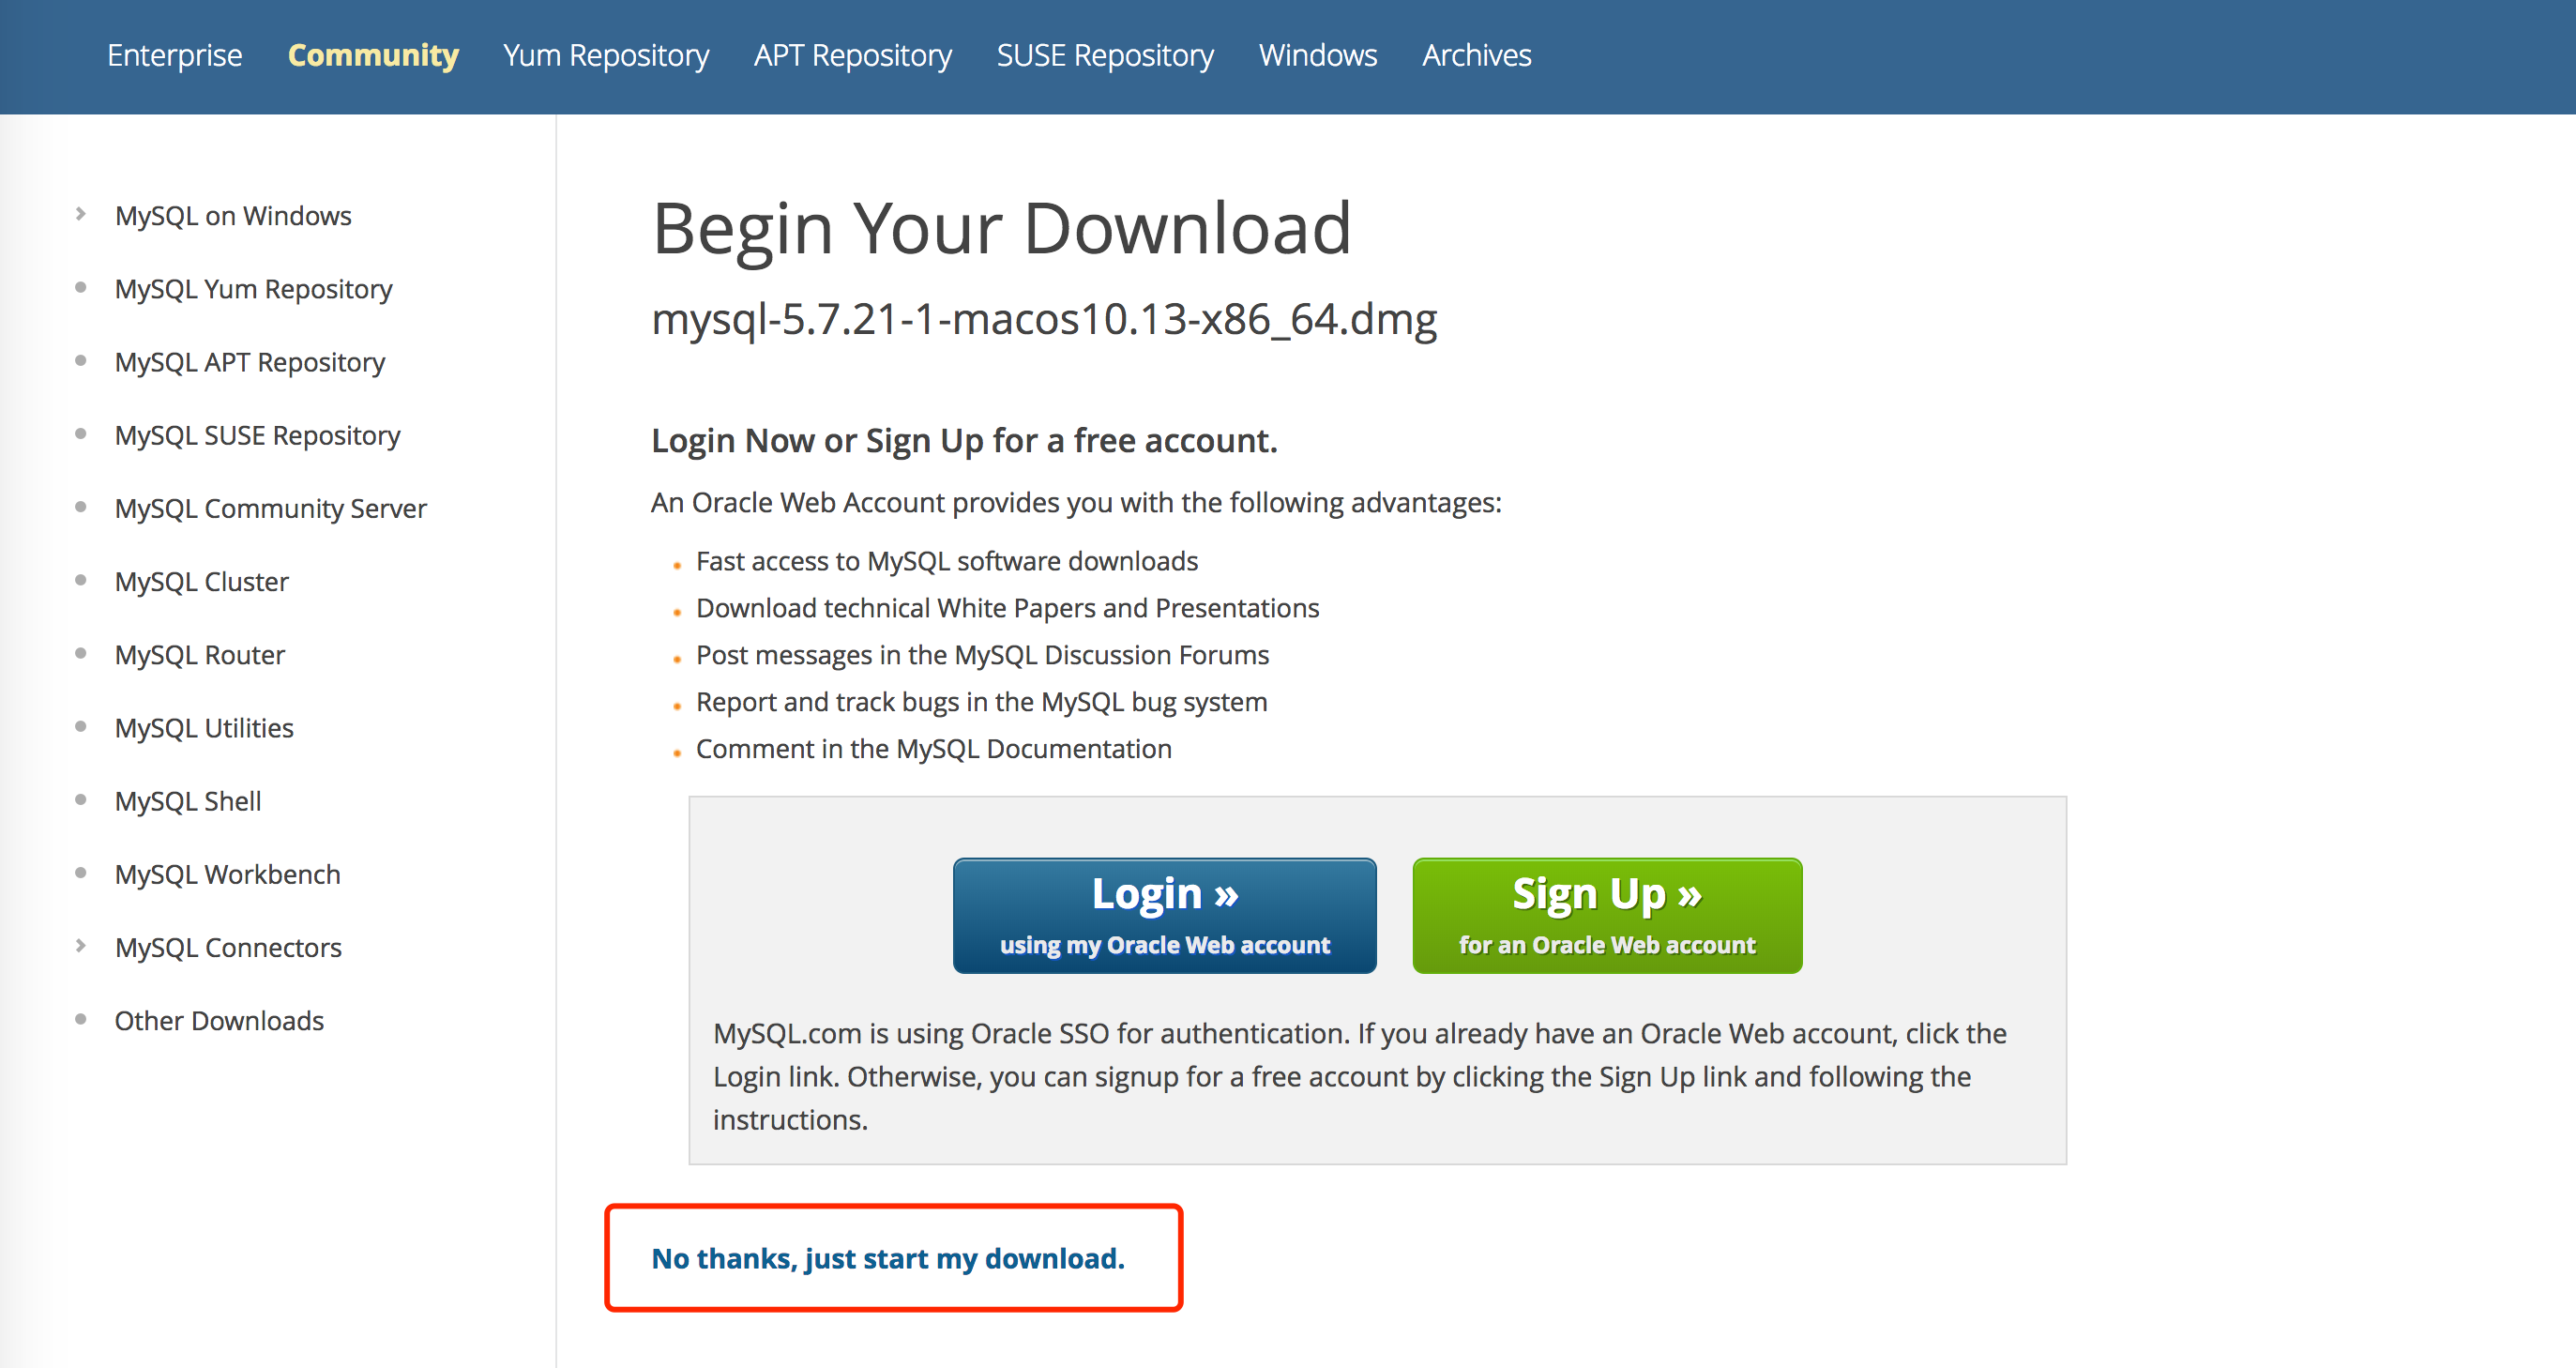 Enterprise Community Yum Repository APT Repository SUSE Repository Windows Archives
MySQL on Windows
MySQL Yum Repository
MySQL APT Repository
MySQL SUSE Repository
MySQL Community Server
MySQL Cluster
MySQL Router
MySQL Utilities
MySQL Shell
MySQL Workbench
MySQL Connectors
Other Downloads
Begin Your Download
mysql-5.7.21-1-macos10.13-x86_64.dmg
Login Now or Sign Up for a free account.
An Oracle Web Account provides you with the following advantages:
Fast access to MySQL software downloads
Download technical White Papers and Presentations
Post messages in the MySQL Discussion Forums
Report and track bugs in the MySQL bug system
Comment in the MySQL Documentation
Login »
using my Oracle Web account
Sign Up »
for an Oracle Web account
MySQL.com is using Oracle SSO for authentication. If you already have an Oracle Web account, click the
Login link. Otherwise, you can signup for a free account by clicking the Sign Up link and following the
instructions.
No thanks, just start my download.